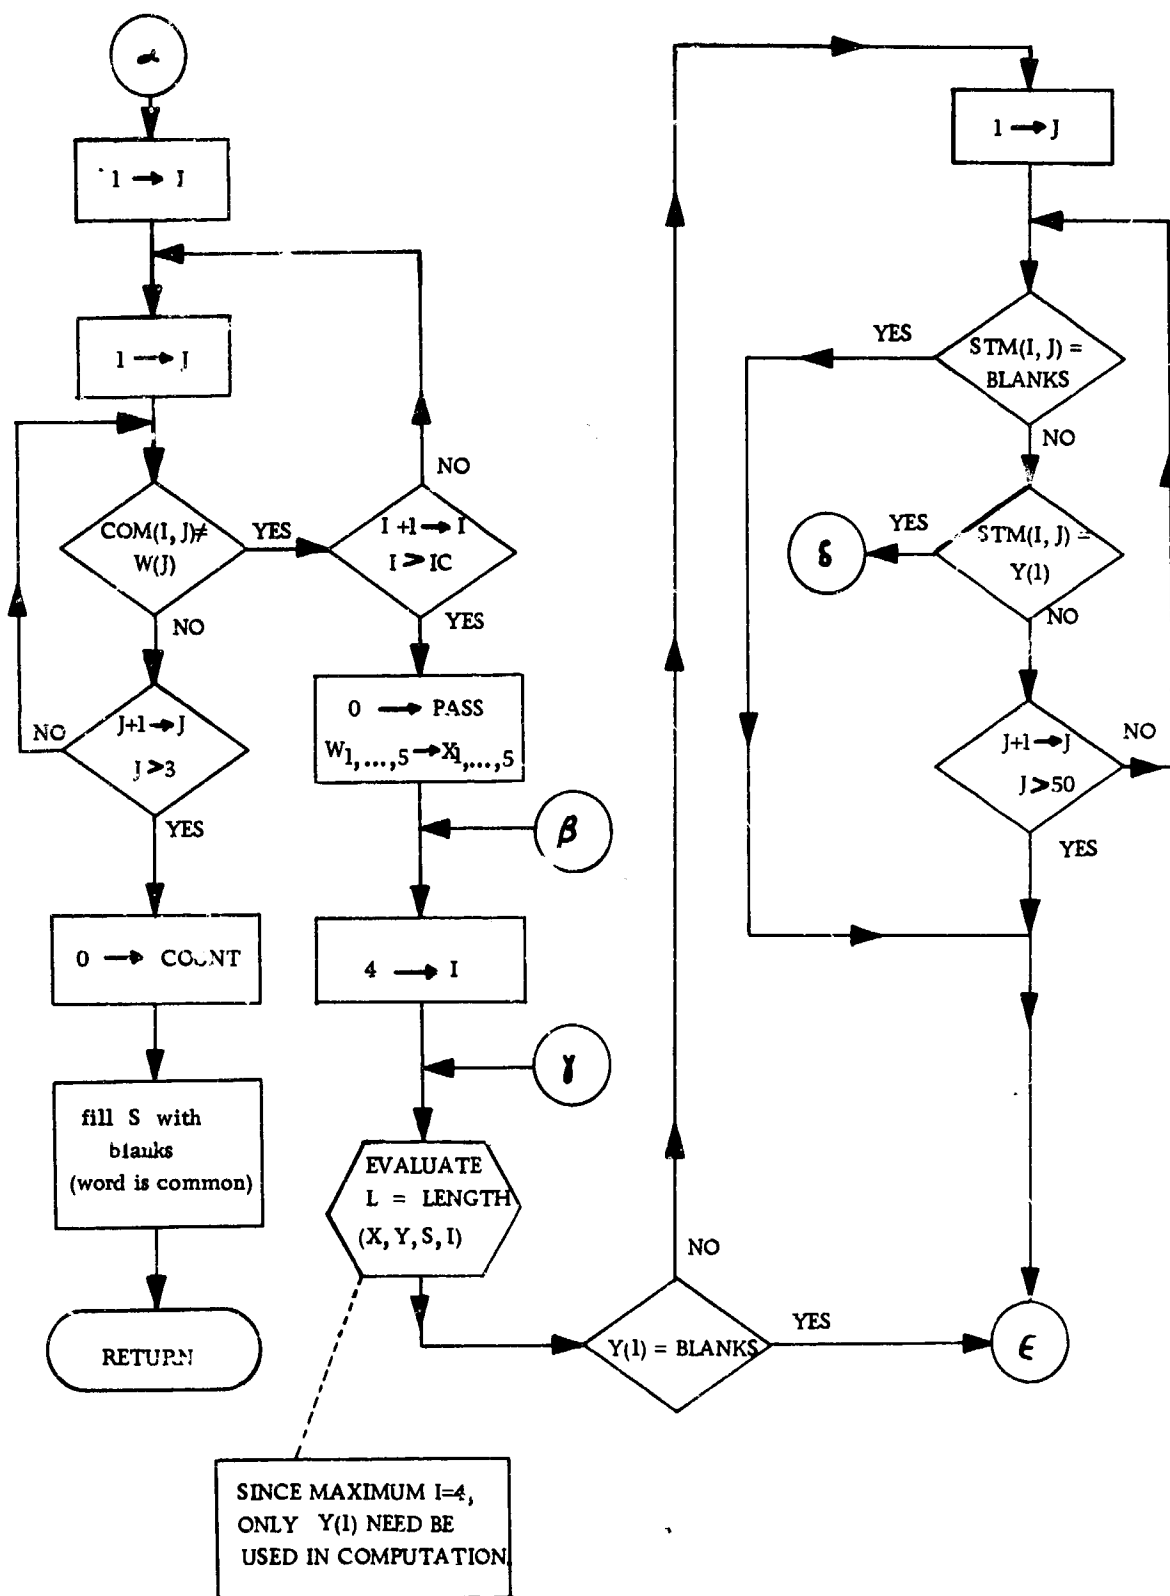 α
1 → I
1 → J
COM(I, J)≠
W(J)
YES
NO
J+1→J
J>3
NO
YES
0 → COUNT
fill S with
blanks
(word is common)
RETURN
I +1→I
I > IC
NO
YES
0 → PASS
W1,...,5→X1,...,5
β
4 → I
γ
EVALUATE
L = LENGTH
(X, Y, S, I)
SINCE MAXIMUM I=4,
ONLY Y(1) NEED BE
USED IN COMPUTATION
Y(1) = BLANKS
NO
YES
ϵ
1 → J
STM(I, J) =
BLANKS
YES
NO
STM(I, J) =
Y(1)
YES
δ
NO
J+1→J
J>50
NO
YES